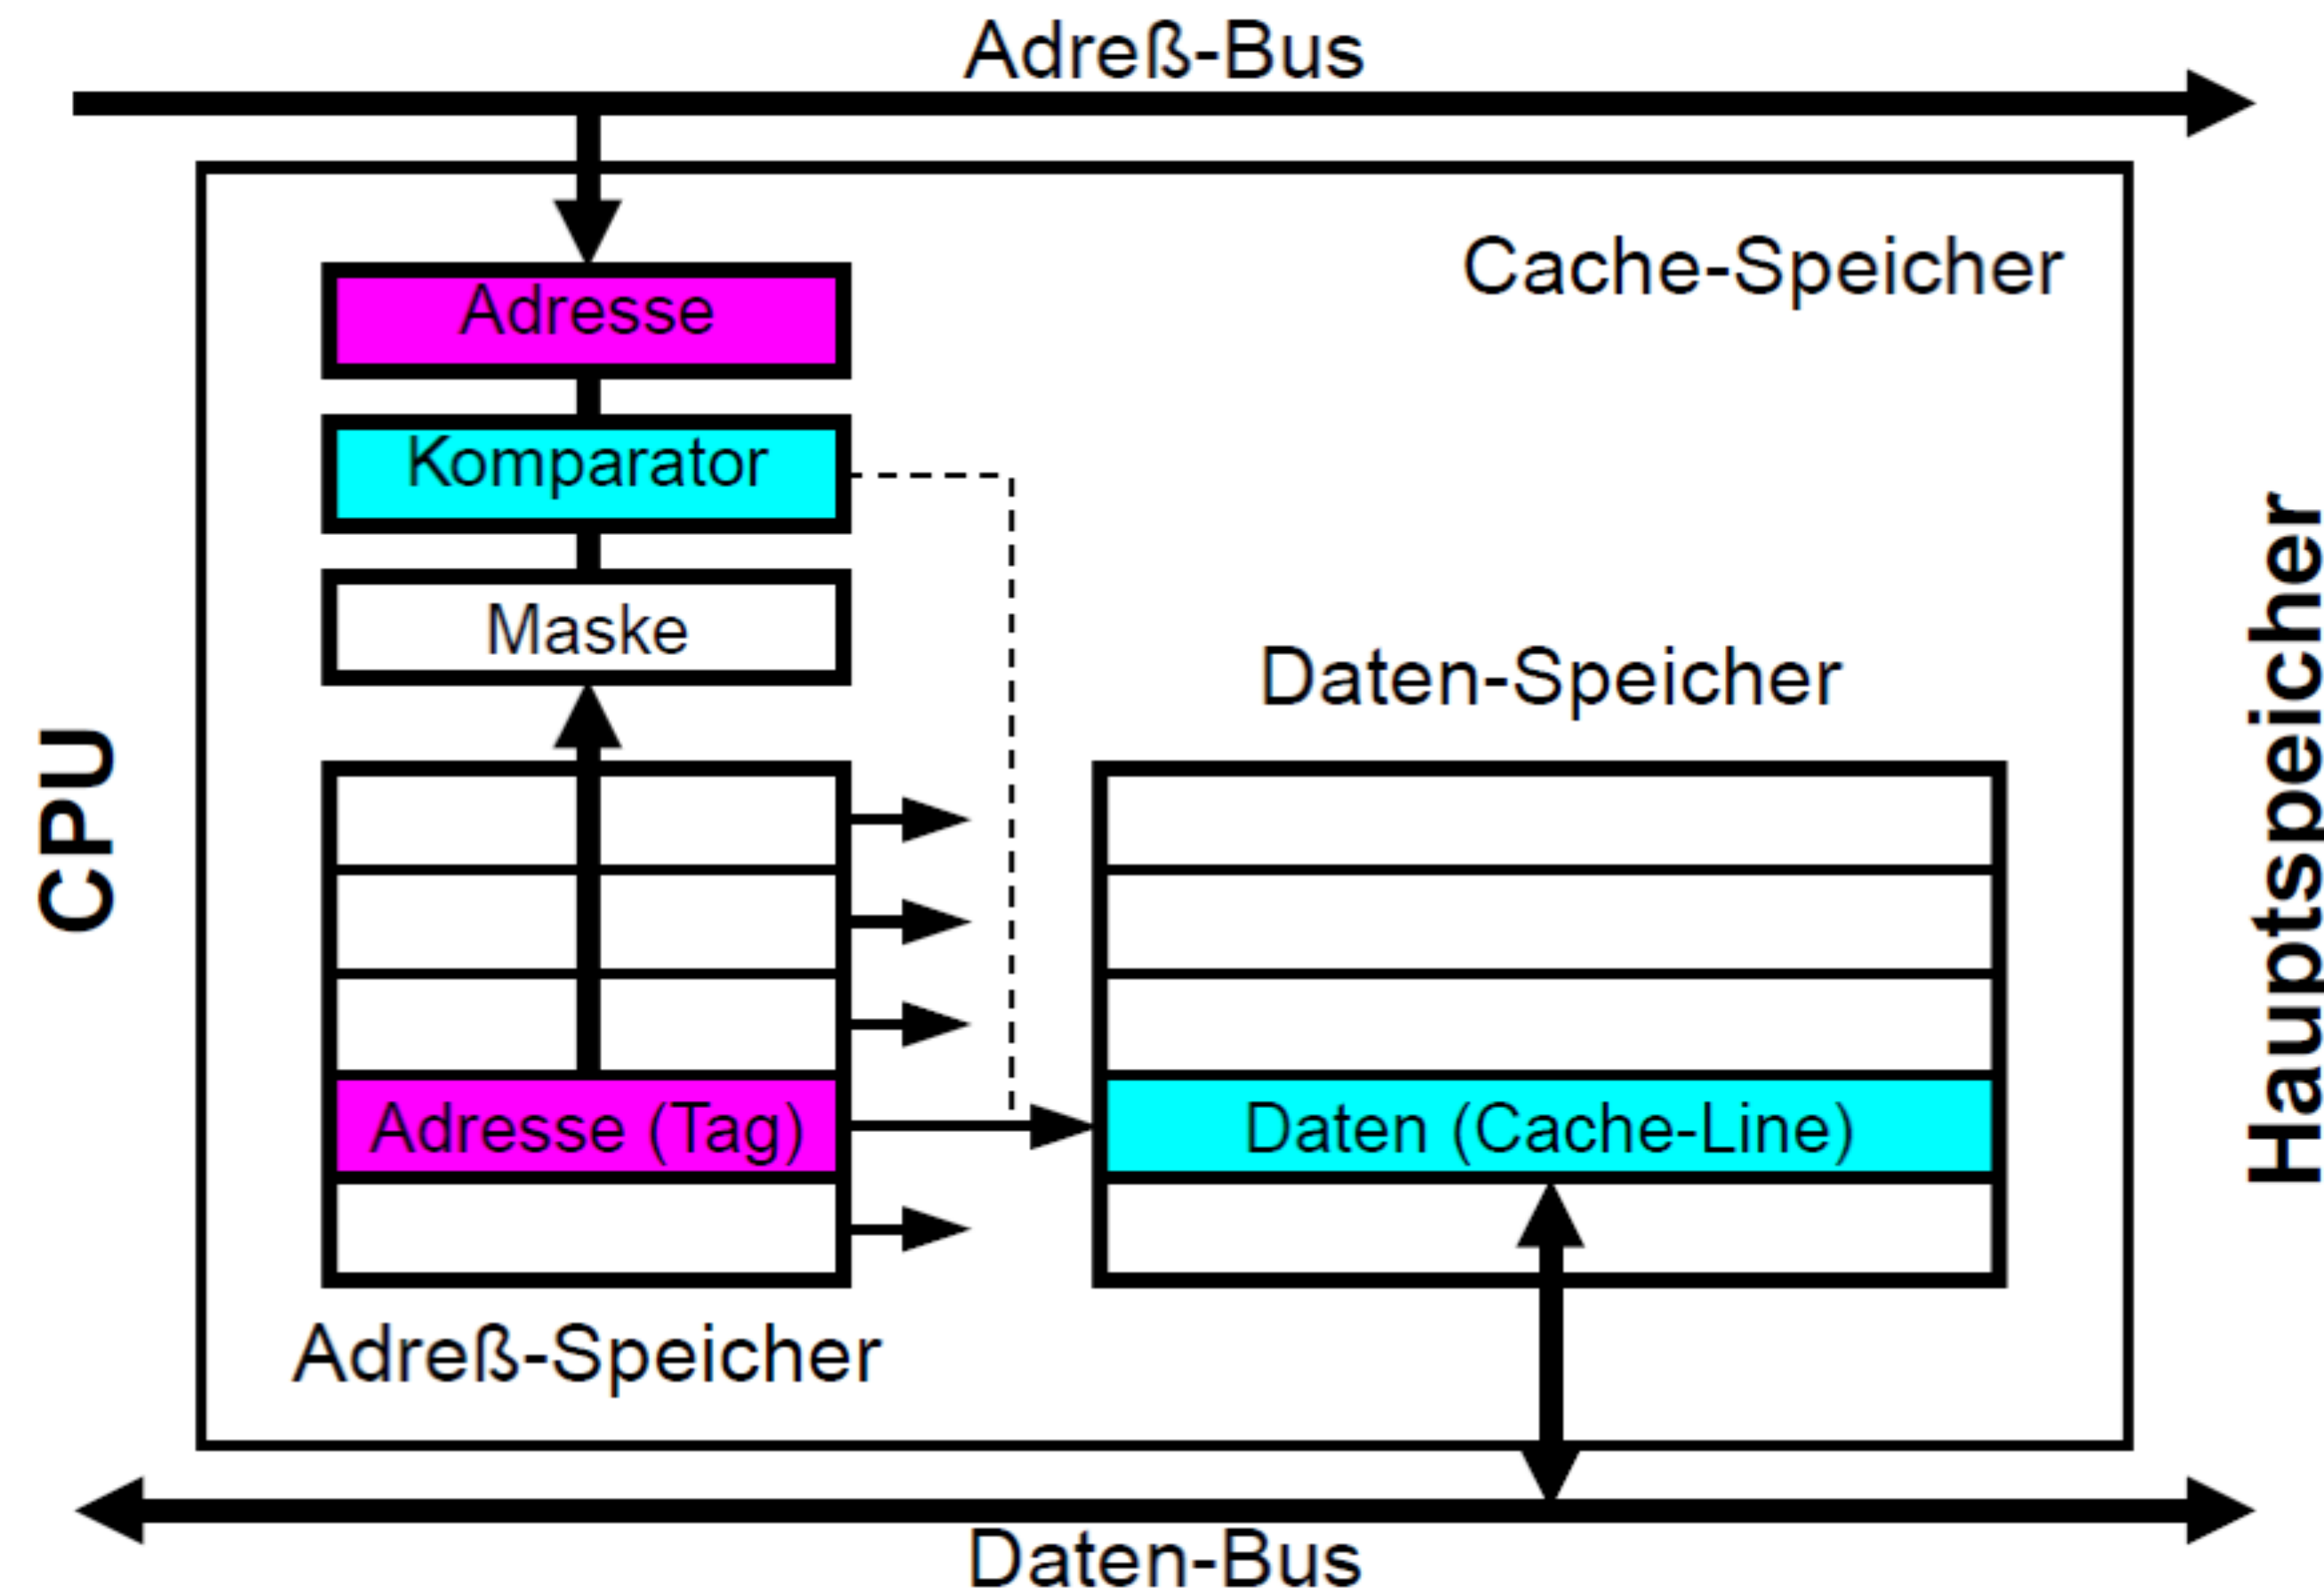 Adreß-Bus
Cache-Speicher
Adresse
Komparator
Maske
Daten-Speicher
CPU
Hauptspeicher
Adresse (Tag)
Daten (Cache-Line)
Adreß-Speicher
Daten-Bus